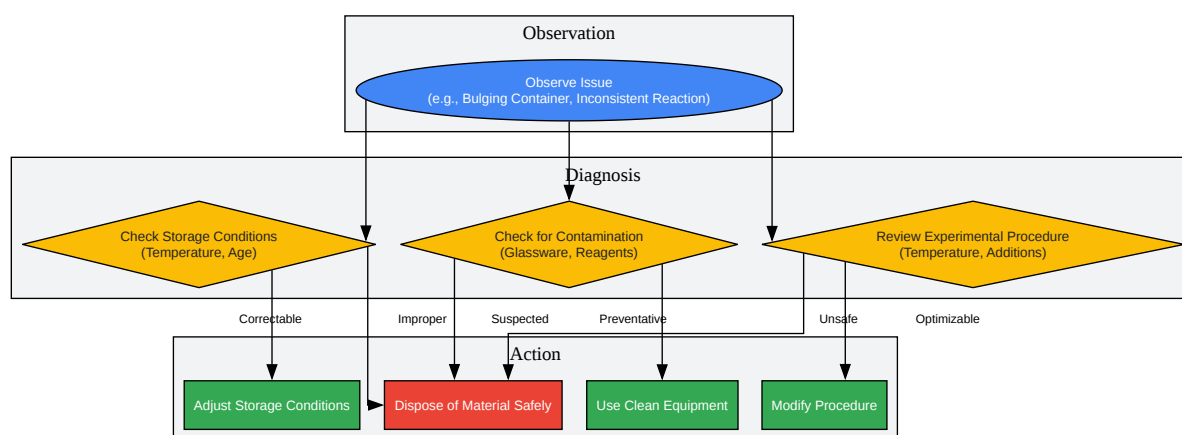 Observation
Observe Issue
(e.g., Bulging Container, Inconsistent Reaction)
Diagnosis
Check Storage Conditions
(Temperature, Age)
Check for Contamination
(Glassware, Reagents)
Review Experimental Procedure
(Temperature, Additions)
Correctable
Improper
Suspected
Preventative
Unsafe
Optimizable
Action
Adjust Storage Conditions
Dispose of Material Safely
Use Clean Equipment
Modify Procedure